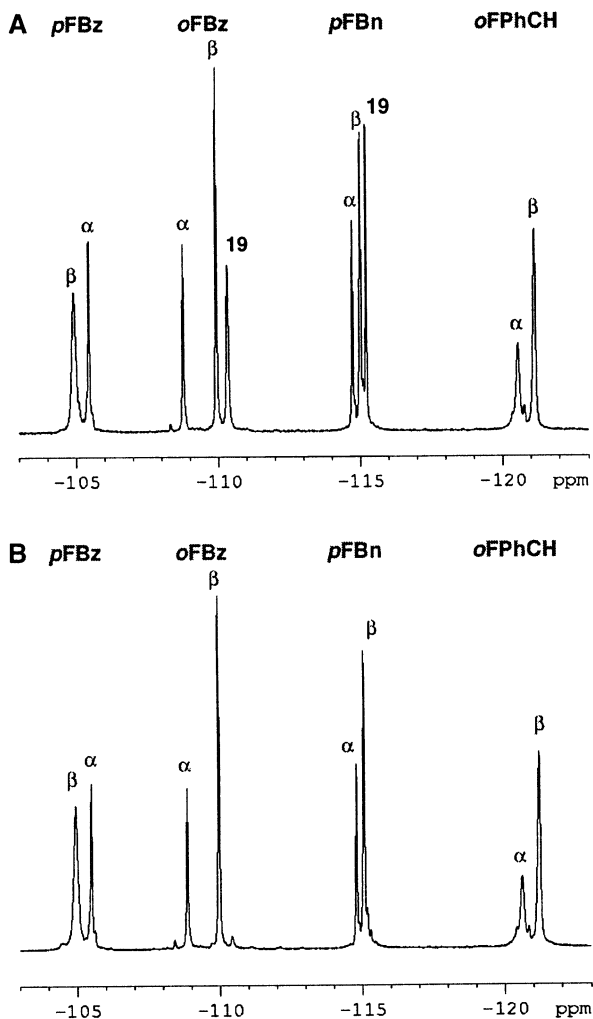 A pFBz oFBz pFBn oFPhCH
β
19
β
α
β
α
α
19
β
α
-105 -110 -115 -120 ppm
B pFBz oFBz pFBn oFPhCH
β
β
β
α
α
α
β
α
-105 -110 -115 -120 ppm